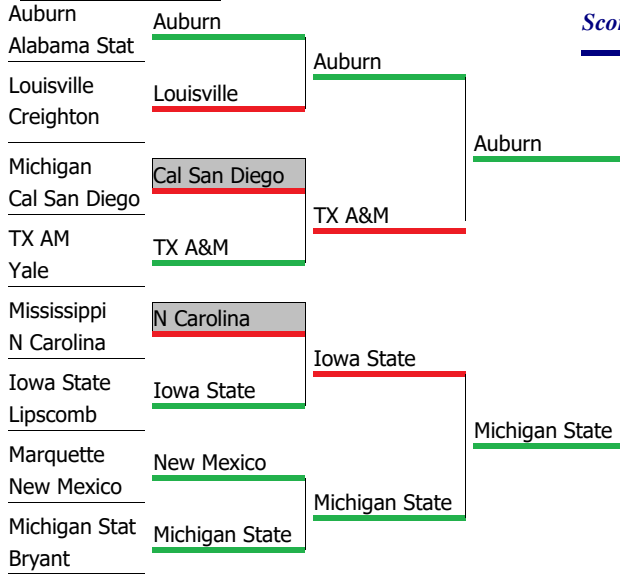 Auburn
Alabama Stat
Louisville
Creighton
Michigan
Cal San Diego
TX AM
Yale
Mississippi
N Carolina
Iowa State
Lipscomb
Marquette
New Mexico
Michigan Stat
Bryant
Auburn
Louisville
Cal San Diego
TX A&M
N Carolina
Iowa State
New Mexico
Michigan State
Auburn
TX A&M
Iowa State
Michigan State
Auburn
Michigan State